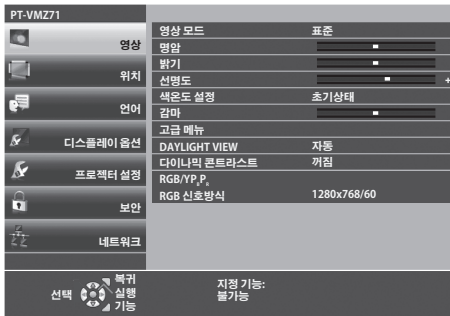 PT-VMZ71
영상
위치
언어
디스플레이 옵션
프로젝터 설정
보안
네트워크
영상 모드 표준
명암
밝기
선명도 +
색온도 설정 초기상태
감마
고급 메뉴
DAYLIGHT VIEW 자동
다이나믹 콘트라스트 꺼짐
RGB/YPBPR
RGB 신호방식 1280x768/60
선택
복귀
실행
기능
지정 기능:
불가능